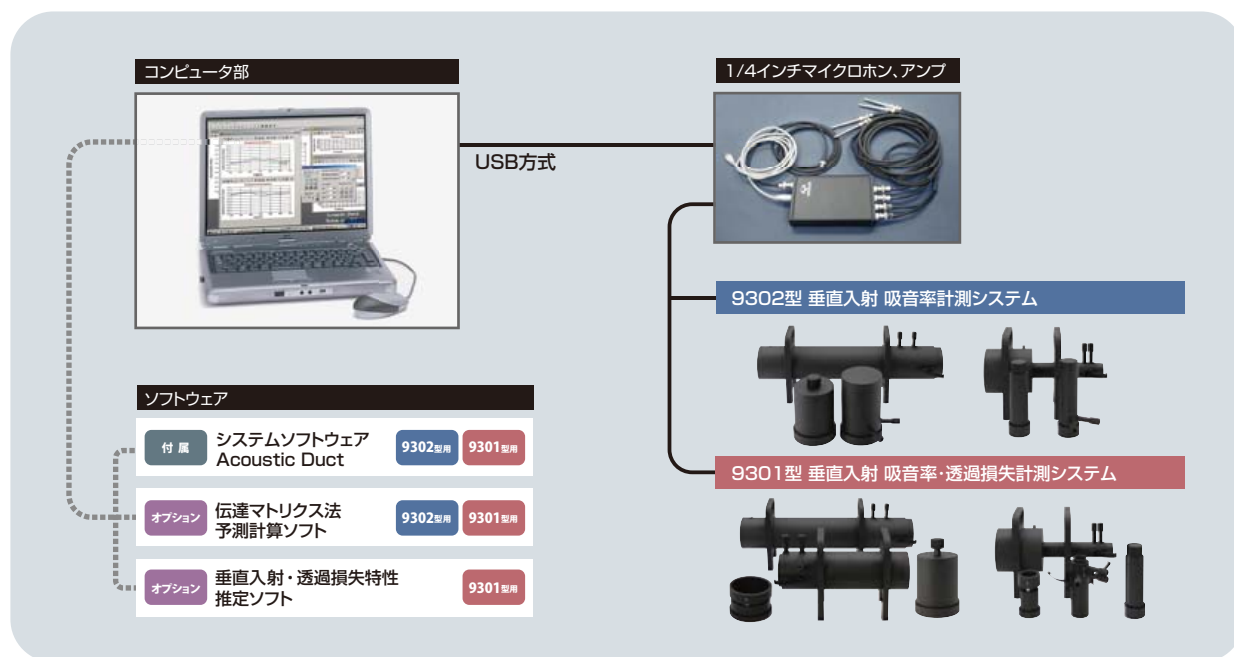 コンピュータ部
1/4インチマイクロホン、アンプ
USB方式
9302型 垂直入射 吸音率計測システム
ソフトウェア
付 属
システムソフトウェア
Acoustic Duct
9302型用
9301型用
オプション
伝達マトリクス法
予測計算ソフト
9302型用
9301型用
オプション
垂直入射・透過損失特性
推定ソフト
9301型用
9301型 垂直入射 吸音率・透過損失計測システム